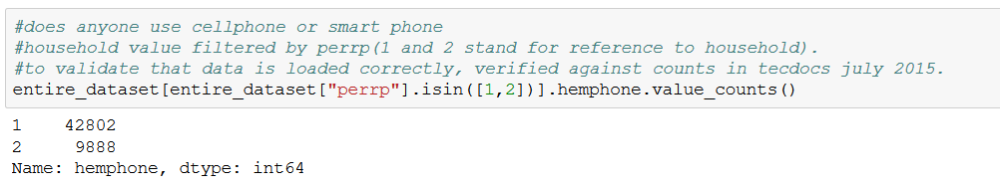 #does anyone use cellphone or smart phone
#household value filtered by perrp(1 and 2 stand for reference to household).
#to validate that data is loaded correctly, verified against counts in tecdocs july 2015.
entire_dataset[entire_dataset["perrp"].isin([1,2])].hemphone.value_counts()
1    42802
2     9888
Name: hemphone, dtype: int64